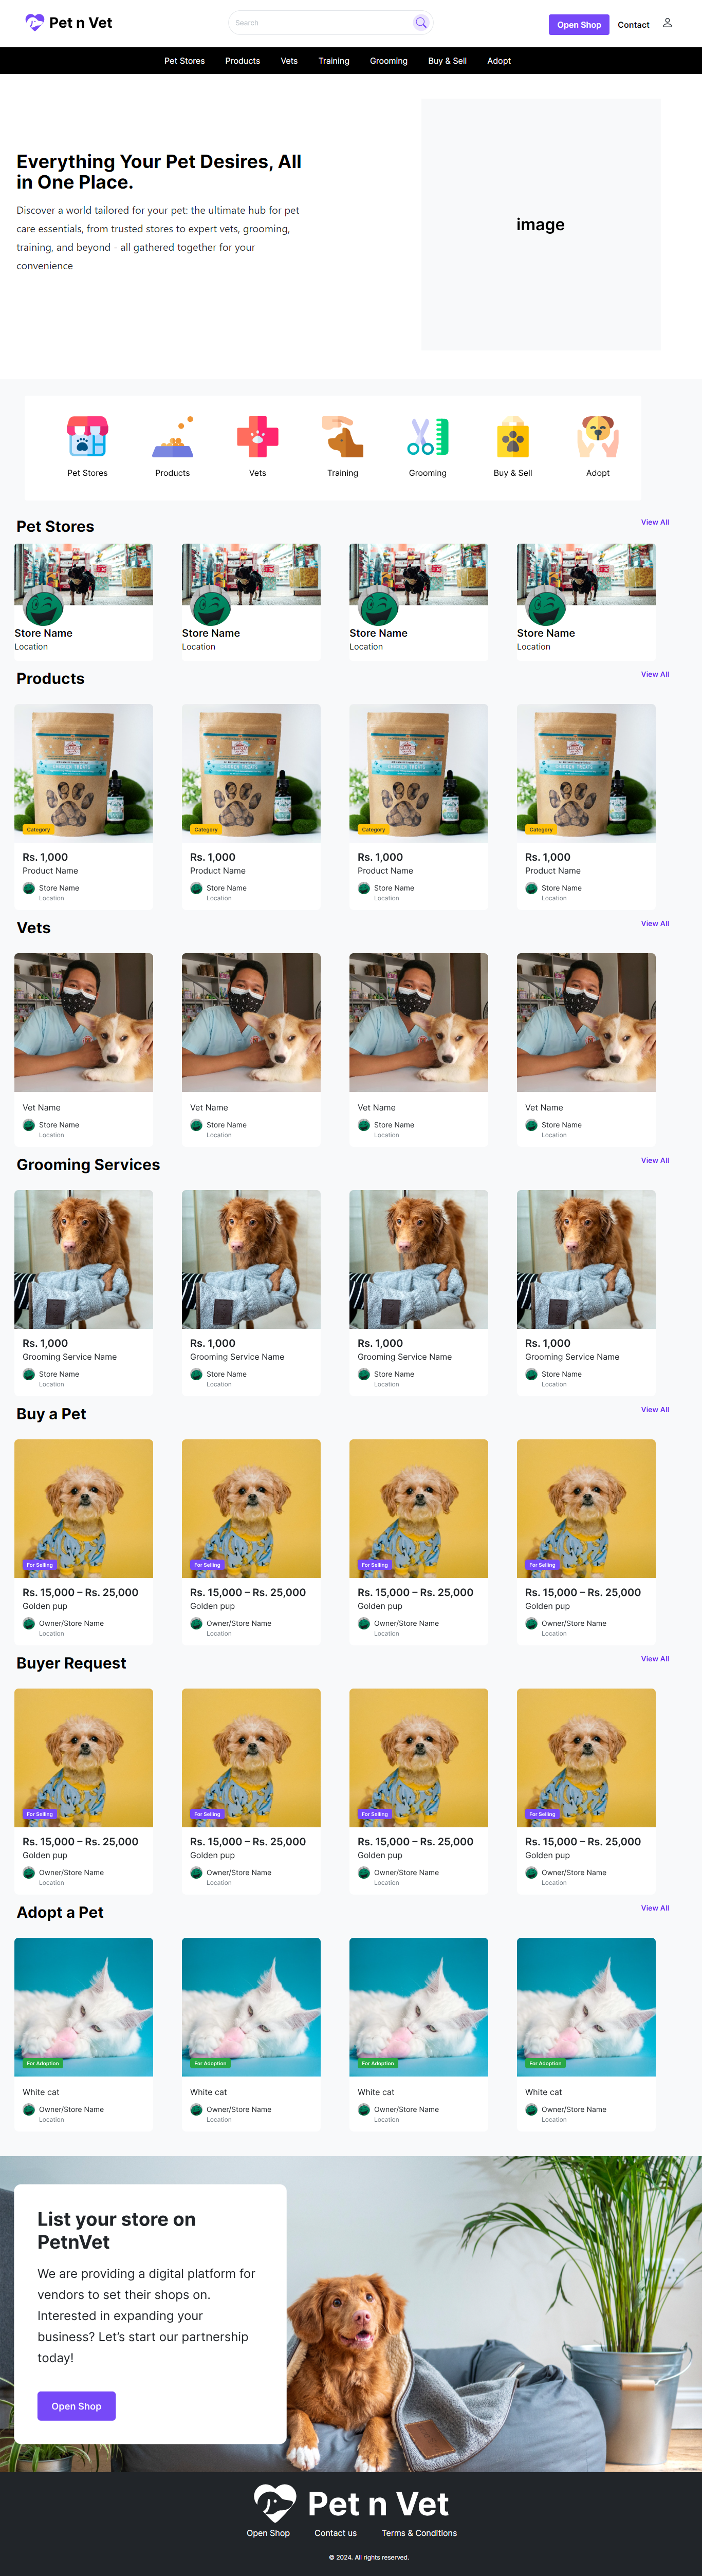 Pet n Vet
Search
Open Shop
Contact
Pet Stores Products Vets Training Grooming Buy & Sell Adopt
Everything Your Pet Desires, All
in One Place.
Discover a world tailored for your pet: the ultimate hub for pet
care essentials, from trusted stores to expert vets, grooming,
training, and beyond - all gathered together for your
convenience
image
Pet Stores Products Vets Training Grooming Buy & Sell Adopt
Pet Stores
View All
Store Name Store Name Store Name Store Name
Location Location Location Location
Products
View All
Category Category Category Category
Rs. 1,000 Rs. 1,000 Rs. 1,000 Rs. 1,000
Product Name Product Name Product Name Product Name
Store Name Store Name Store Name Store Name
Location Location Location Location
Vets
View All
Vet Name Vet Name Vet Name Vet Name
Store Name Store Name Store Name Store Name
Location Location Location Location
Grooming Services
View All
Rs. 1,000 Rs. 1,000 Rs. 1,000 Rs. 1,000
Grooming Service Name Grooming Service Name Grooming Service Name Grooming Service Name
Store Name Store Name Store Name Store Name
Location Location Location Location
Buy a Pet
View All
For Selling For Selling For Selling For Selling
Rs. 15,000 – Rs. 25,000 Rs. 15,000 – Rs. 25,000 Rs. 15,000 – Rs. 25,000 Rs. 15,000 – Rs. 25,000
Golden pup Golden pup Golden pup Golden pup
Owner/Store Name Owner/Store Name Owner/Store Name Owner/Store Name
Location Location Location Location
Buyer Request
View All
For Selling For Selling For Selling For Selling
Rs. 15,000 – Rs. 25,000 Rs. 15,000 – Rs. 25,000 Rs. 15,000 – Rs. 25,000 Rs. 15,000 – Rs. 25,000
Golden pup Golden pup Golden pup Golden pup
Owner/Store Name Owner/Store Name Owner/Store Name Owner/Store Name
Location Location Location Location
Adopt a Pet
View All
For Adoption For Adoption For Adoption For Adoption
White cat White cat White cat White cat
Owner/Store Name Owner/Store Name Owner/Store Name Owner/Store Name
Location Location Location Location
List your store on
PetnVet
We are providing a digital platform for
vendors to set their shops on.
Interested in expanding your
business? Let’s start our partnership
today!
Open Shop
Pet n Vet
Open Shop Contact us Terms & Conditions
© 2024. All rights reserved.